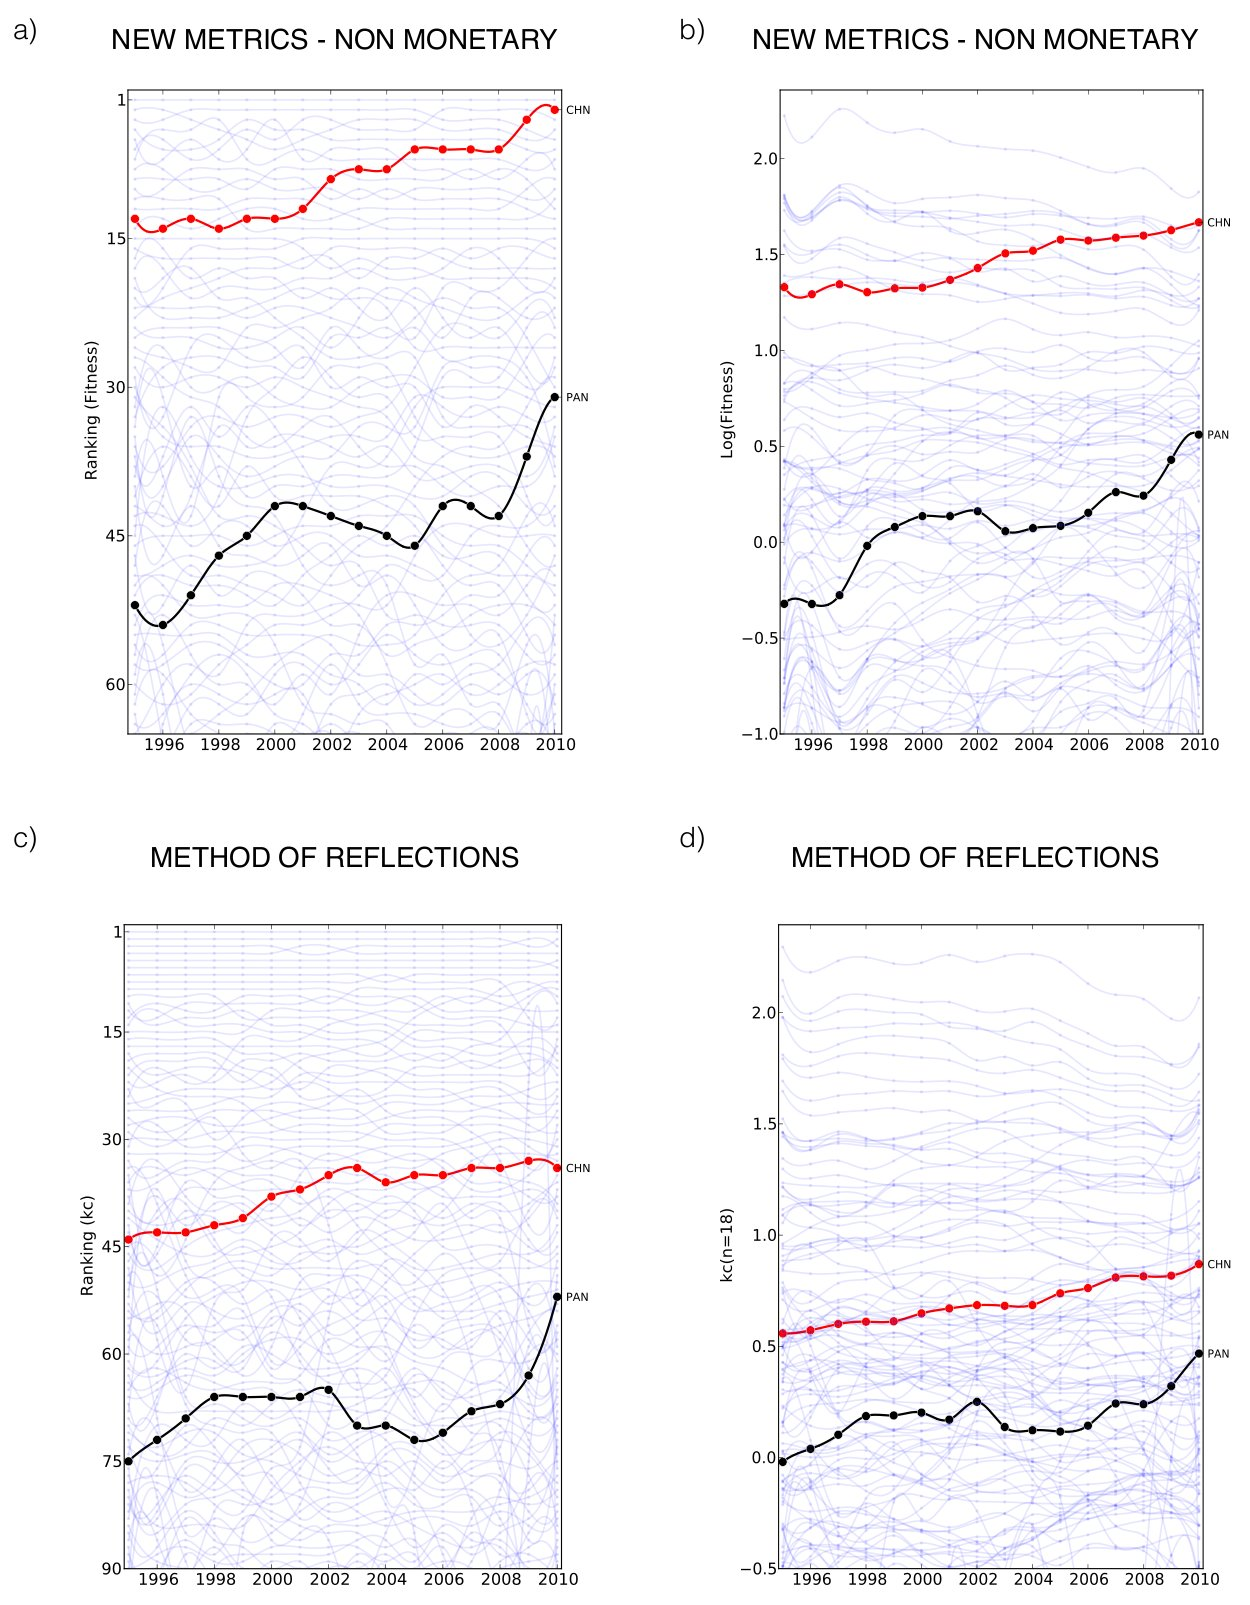 a)
NEW METRICS - NON MONETARY
1
15
30
45
60
Ranking (Fitness)
CHN
PAN
1996 1998 2000 2002 2004 2006 2008 2010
b)
NEW METRICS - NON MONETARY
2.0
1.5
1.0
0.5
0.0
−0.5
−1.0
Log(Fitness)
CHN
PAN
1996 1998 2000 2002 2004 2006 2008 2010
c)
METHOD OF REFLECTIONS
1
15
30
45
60
75
90
Ranking (kc)
CHN
PAN
1996 1998 2000 2002 2004 2006 2008 2010
d)
METHOD OF REFLECTIONS
2.0
1.5
1.0
0.5
0.0
−0.5
kc(n=18)
CHN
PAN
1996 1998 2000 2002 2004 2006 2008 2010